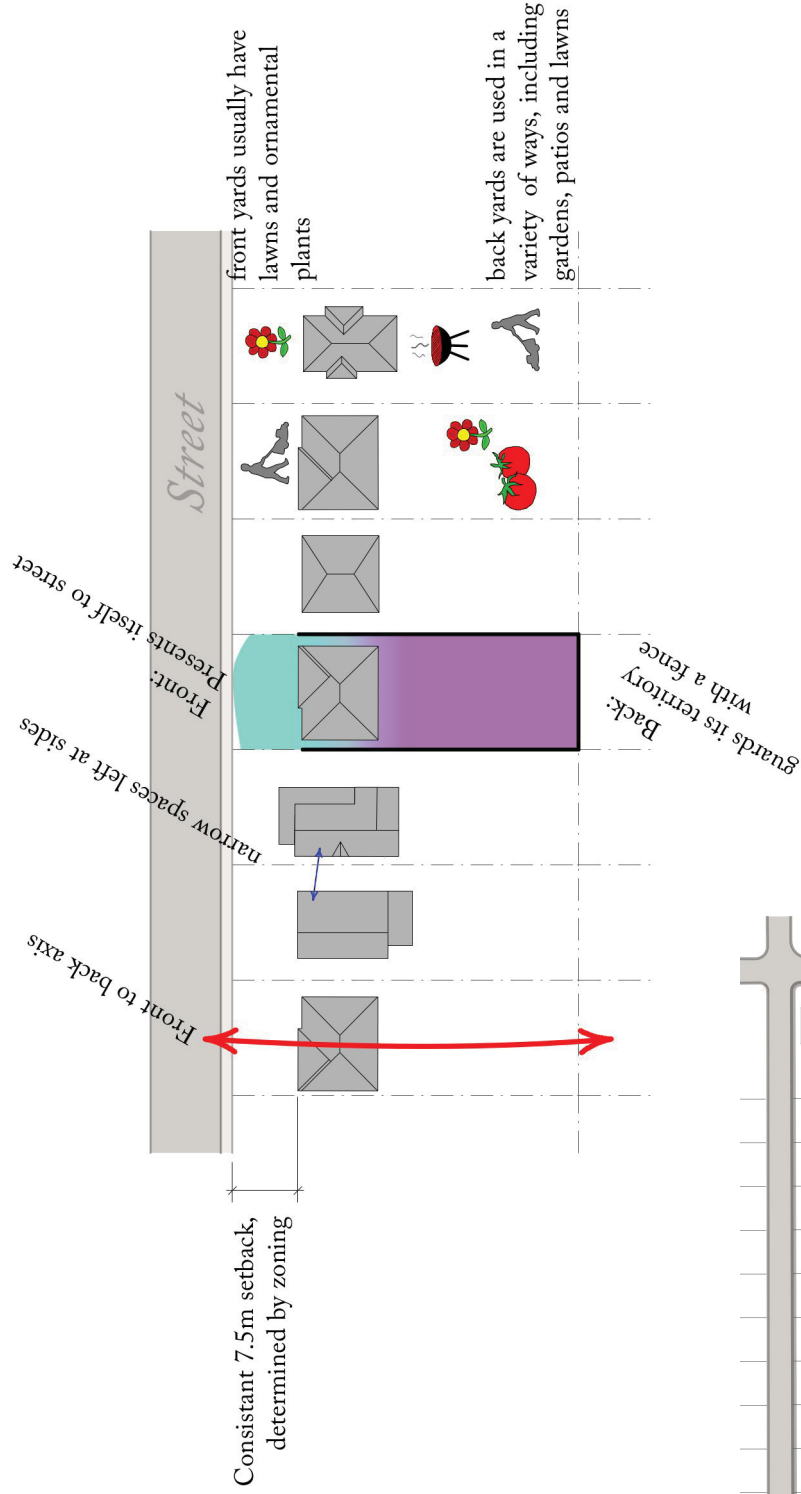 front yards usually have
lawns and ornamental
plants
back yards are used in a
variety of ways, including
gardens, patios and lawns
Street
Front:
Presents itself to street
narrow spaces left at sides
Front to back axis
Back:
guards its territory
with a fence
Consistant 7.5m setback,
determined by zoning